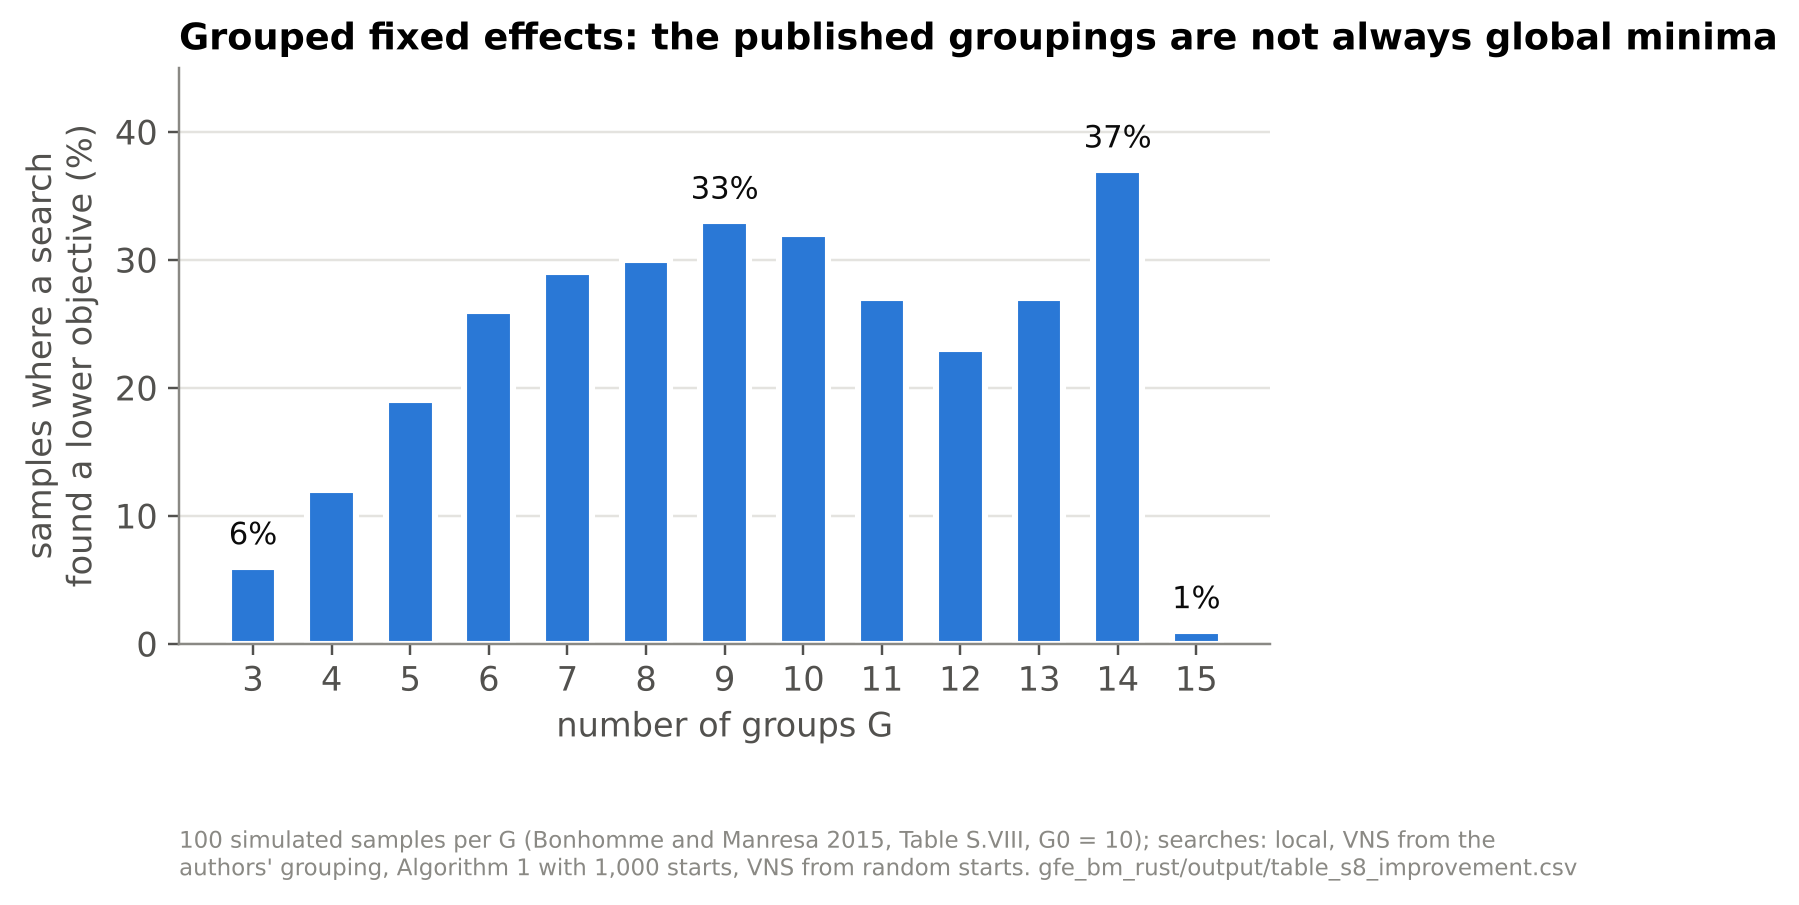 Grouped fixed effects: the published groupings are not always global minima
samples where a search
found a lower objective (%)
40
30
20
10
0
6%
33%
37%
1%
3 4 5 6 7 8 9 10 11 12 13 14 15
number of groups G
100 simulated samples per G (Bonhomme and Manresa 2015, Table S.VIII, G0 = 10); searches: local, VNS from the
authors' grouping, Algorithm 1 with 1,000 starts, VNS from random starts. gfe_bm_rust/output/table_s8_improvement.csv